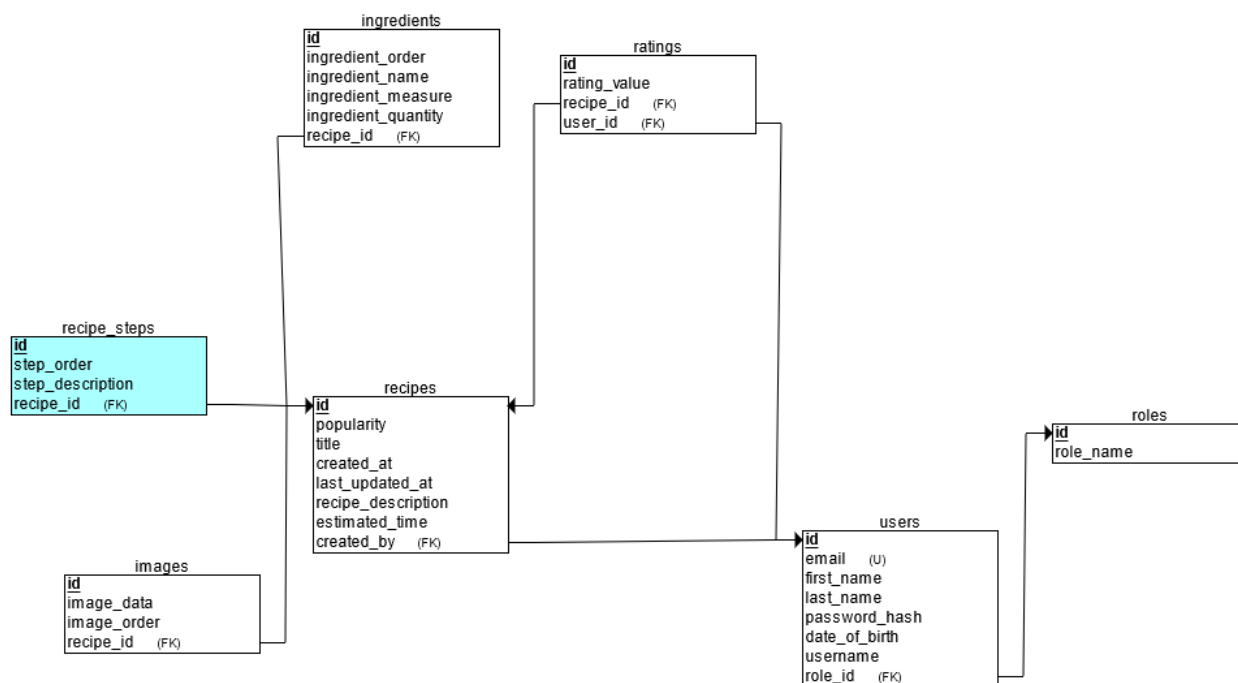 ingredients
id
ingredient_order
ingredient_name
ingredient_measure
ingredient_quantity
recipe_id (FK)
ratings
id
rating_value
recipe_id (FK)
user_id (FK)
recipe_steps
id
step_order
step_description
recipe_id (FK)
recipes
id
popularity
title
created_at
last_updated_at
recipe_description
estimated_time
created_by (FK)
roles
id
role_name
images
id
image_data
image_order
recipe_id (FK)
users
id
email (U)
first_name
last_name
password_hash
date_of_birth
username
role_id (FK)